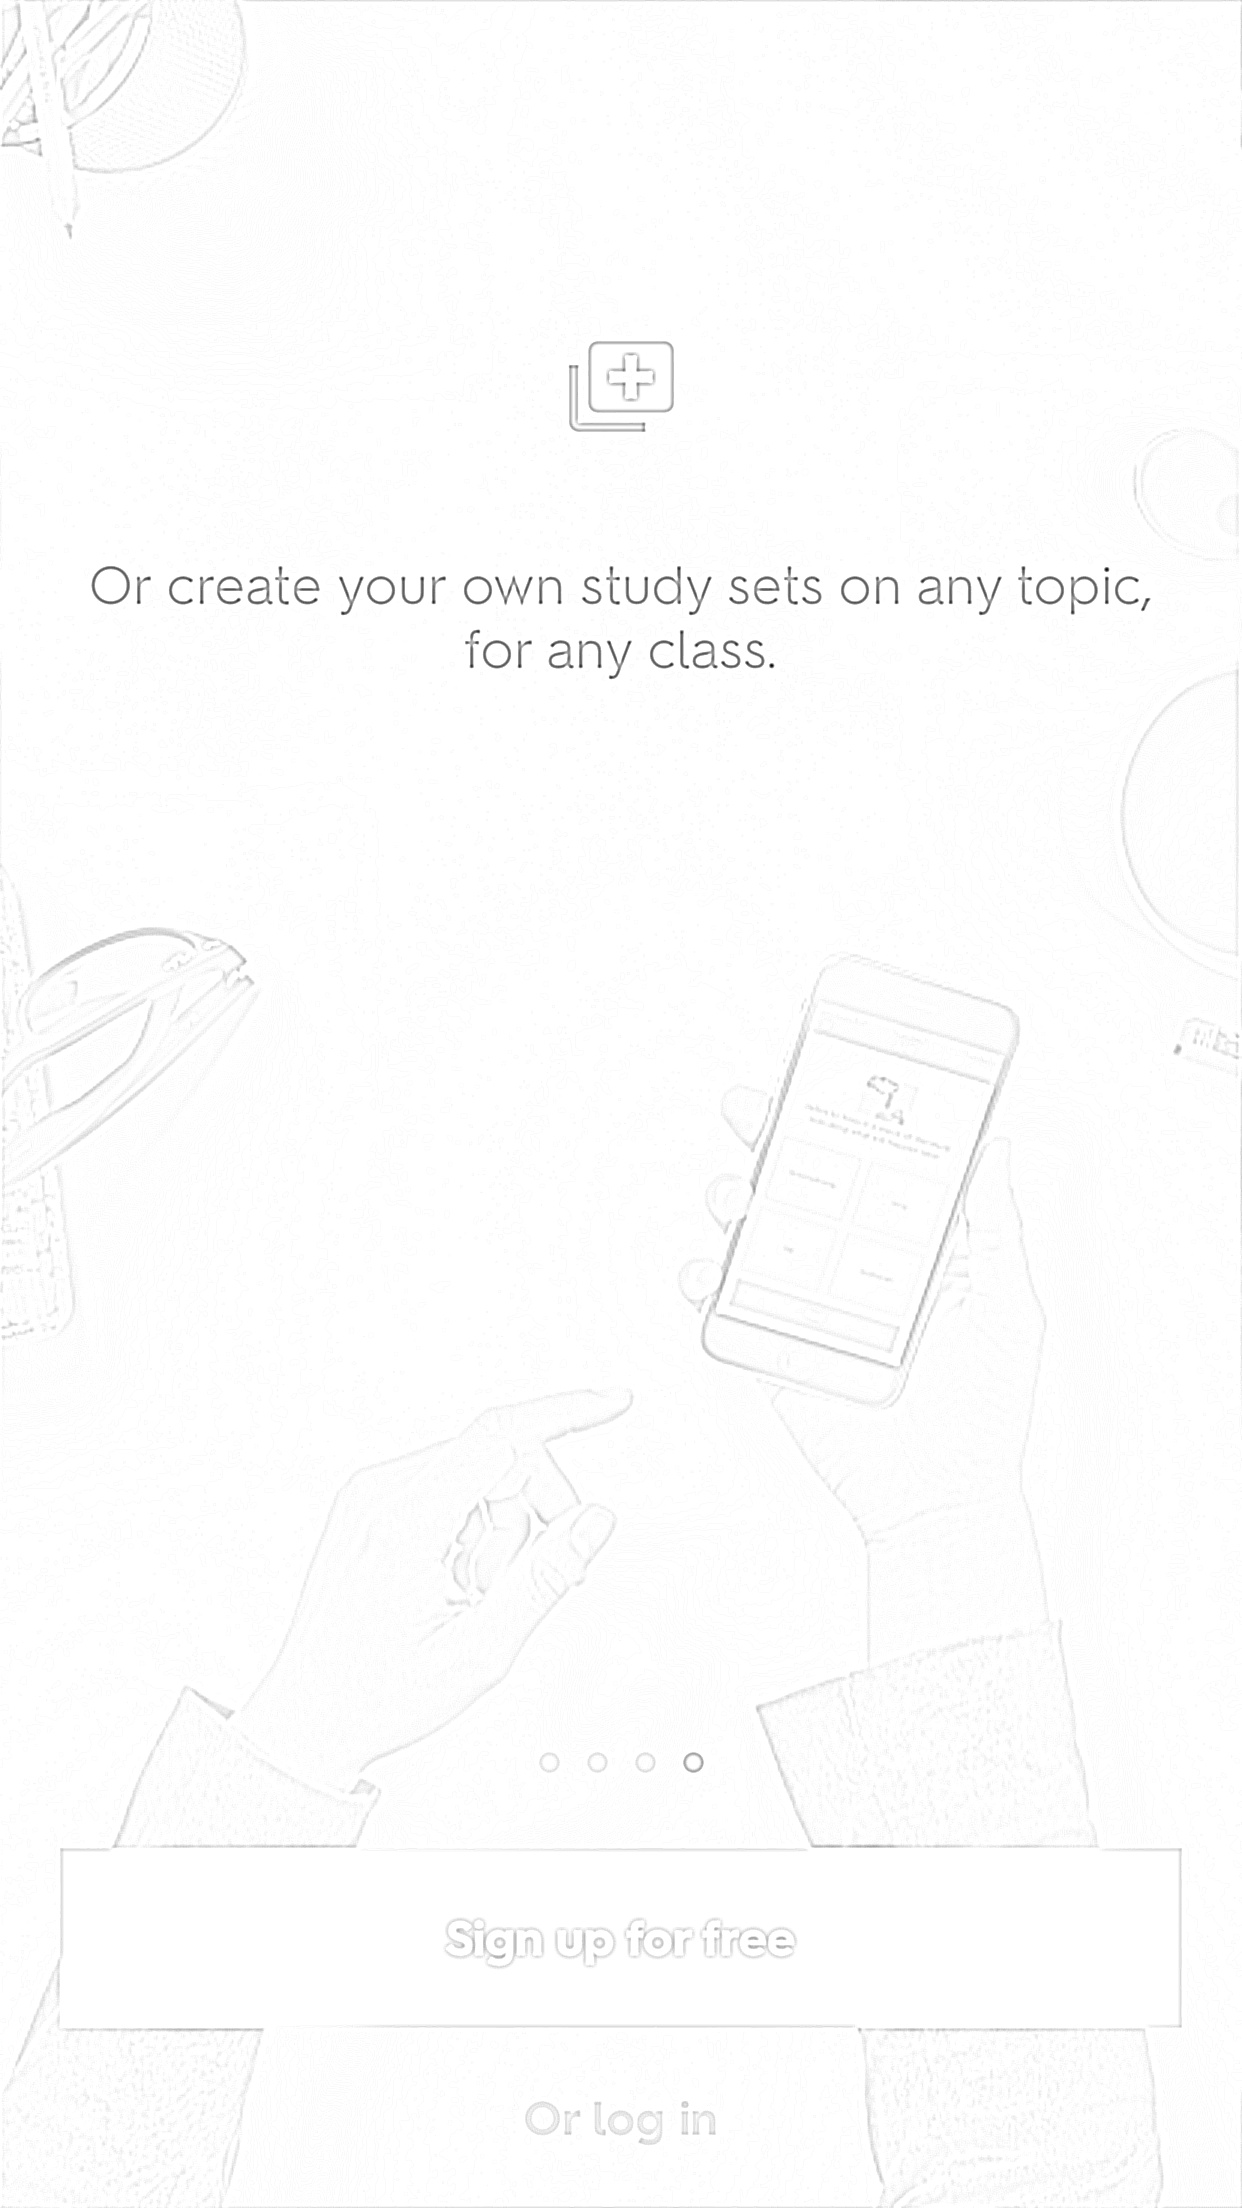 Or create your own study sets on any topic,
for any class.
Sign up for free
Or log in